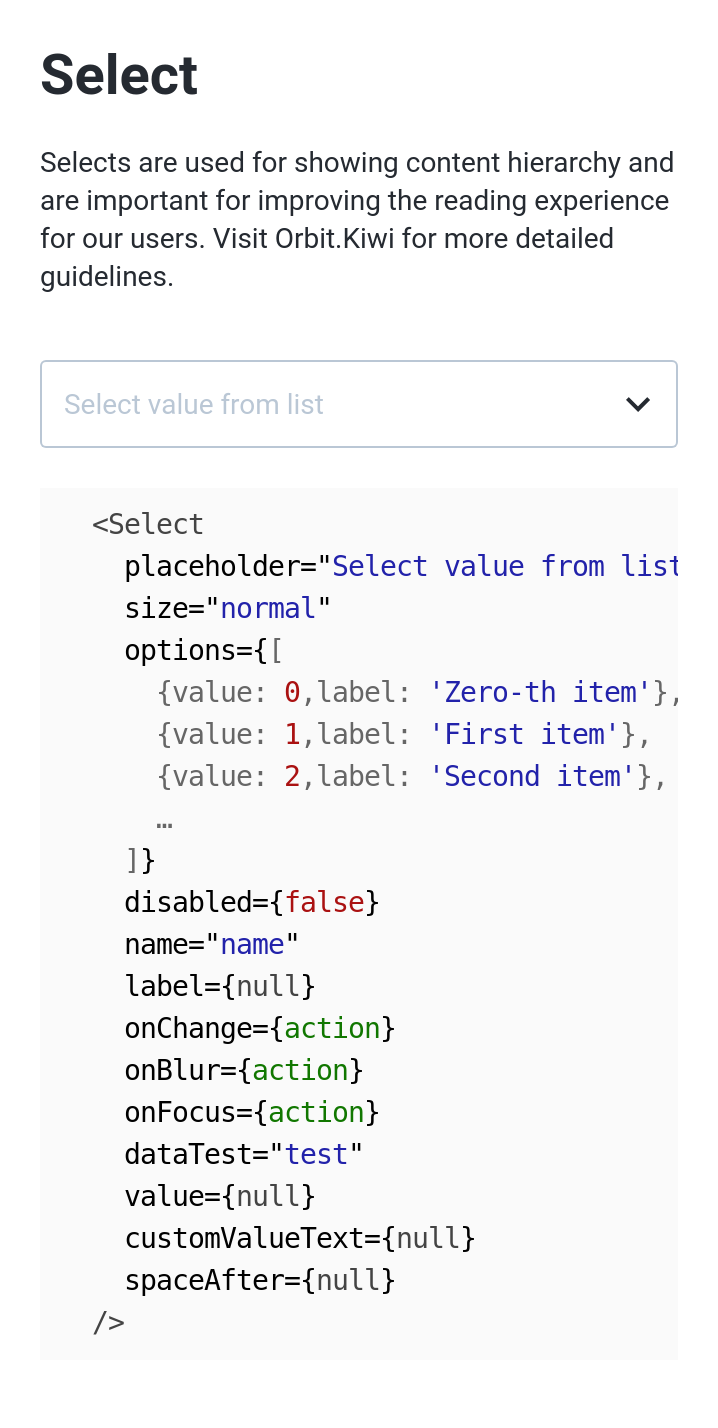 Select
Selects are used for showing content hierarchy and
are important for improving the reading experience
for our users. Visit Orbit.Kiwi for more detailed
guidelines.
Select value from list
<Select
  placeholder="Select value from list
  size="normal"
  options={[
    {value: 0,label: 'Zero-th item'},
    {value: 1,label: 'First item'},
    {value: 2,label: 'Second item'},
    …
  ]}
  disabled={false}
  name="name"
  label={null}
  onChange={action}
  onBlur={action}
  onFocus={action}
  dataTest="test"
  value={null}
  customValueText={null}
  spaceAfter={null}
/>